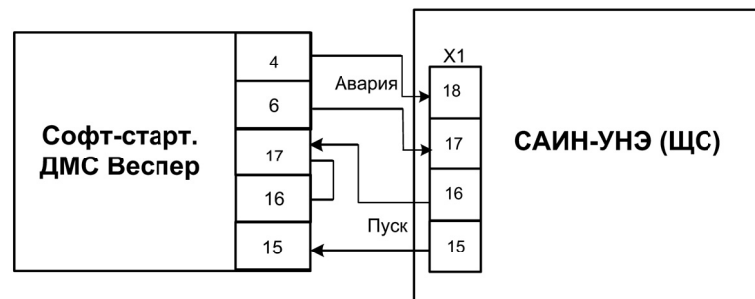 4
6
17
16
15
Софт-старт.
ДМС Веспер
Авария
Пуск
X1
18
17
16
15
САИН-УНЭ (ЩС)